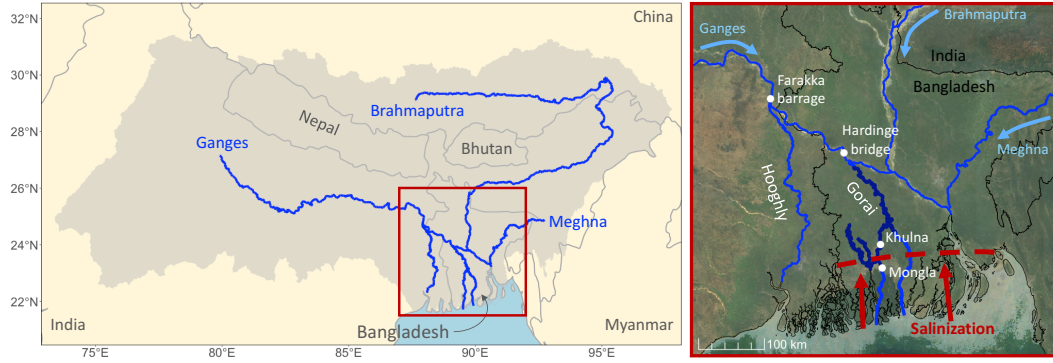 32°N
30°N
28°N
26°N
24°N
22°N
75°E
80°E
85°E
90°E
95°E
China
Brahmaputra
Nepal
Ganges
Bhutan
Meghna
India
Bangladesh
Myanmar
Brahmaputra
Ganges
India
Farakka
barrage
Bangladesh
Hardinge
bridge
Meghna
Hooghly
Gorai
Khulna
Mongla
Salinization
100 km